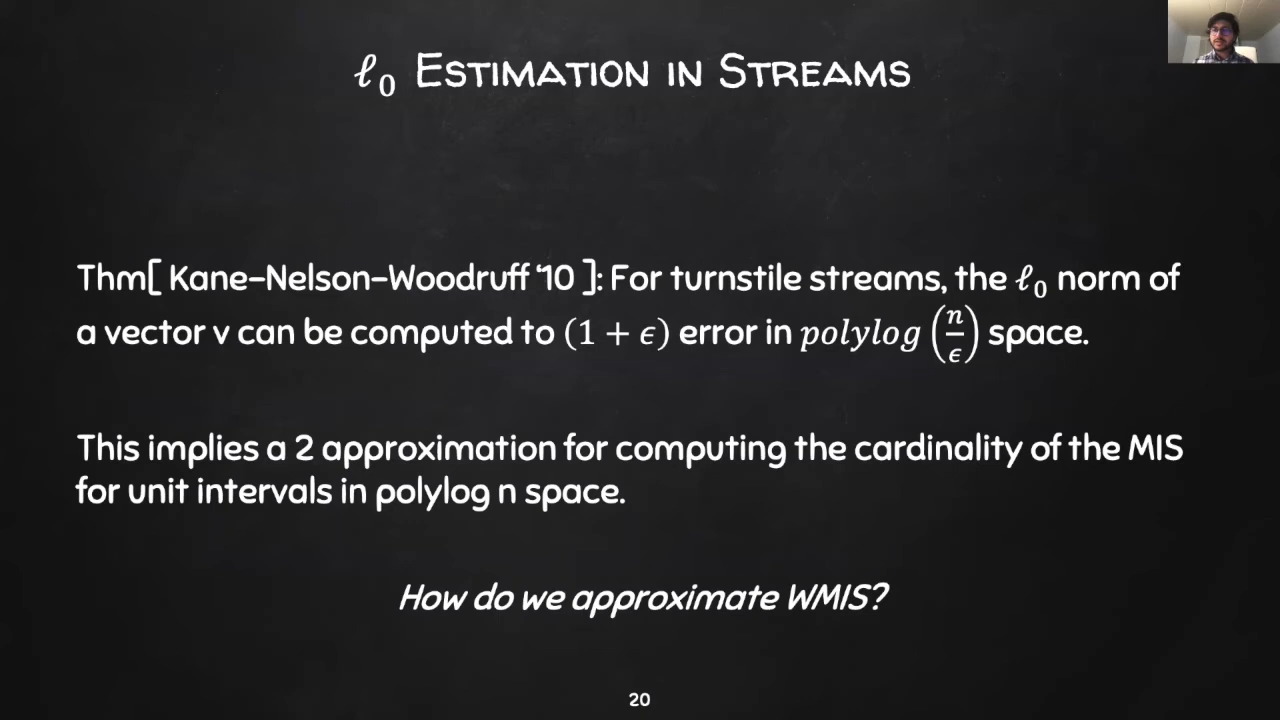 ℓ₀ Estimation in Streams
Thm[ Kane–Nelson–Woodruff ‘10 ]: For turnstile streams, the ℓ₀ norm of
a vector v can be computed to (1 + ϵ) error in polylog (n/ϵ) space.
This implies a 2 approximation for computing the cardinality of the MIS
for unit intervals in polylog n space.
How do we approximate WMIS?
20